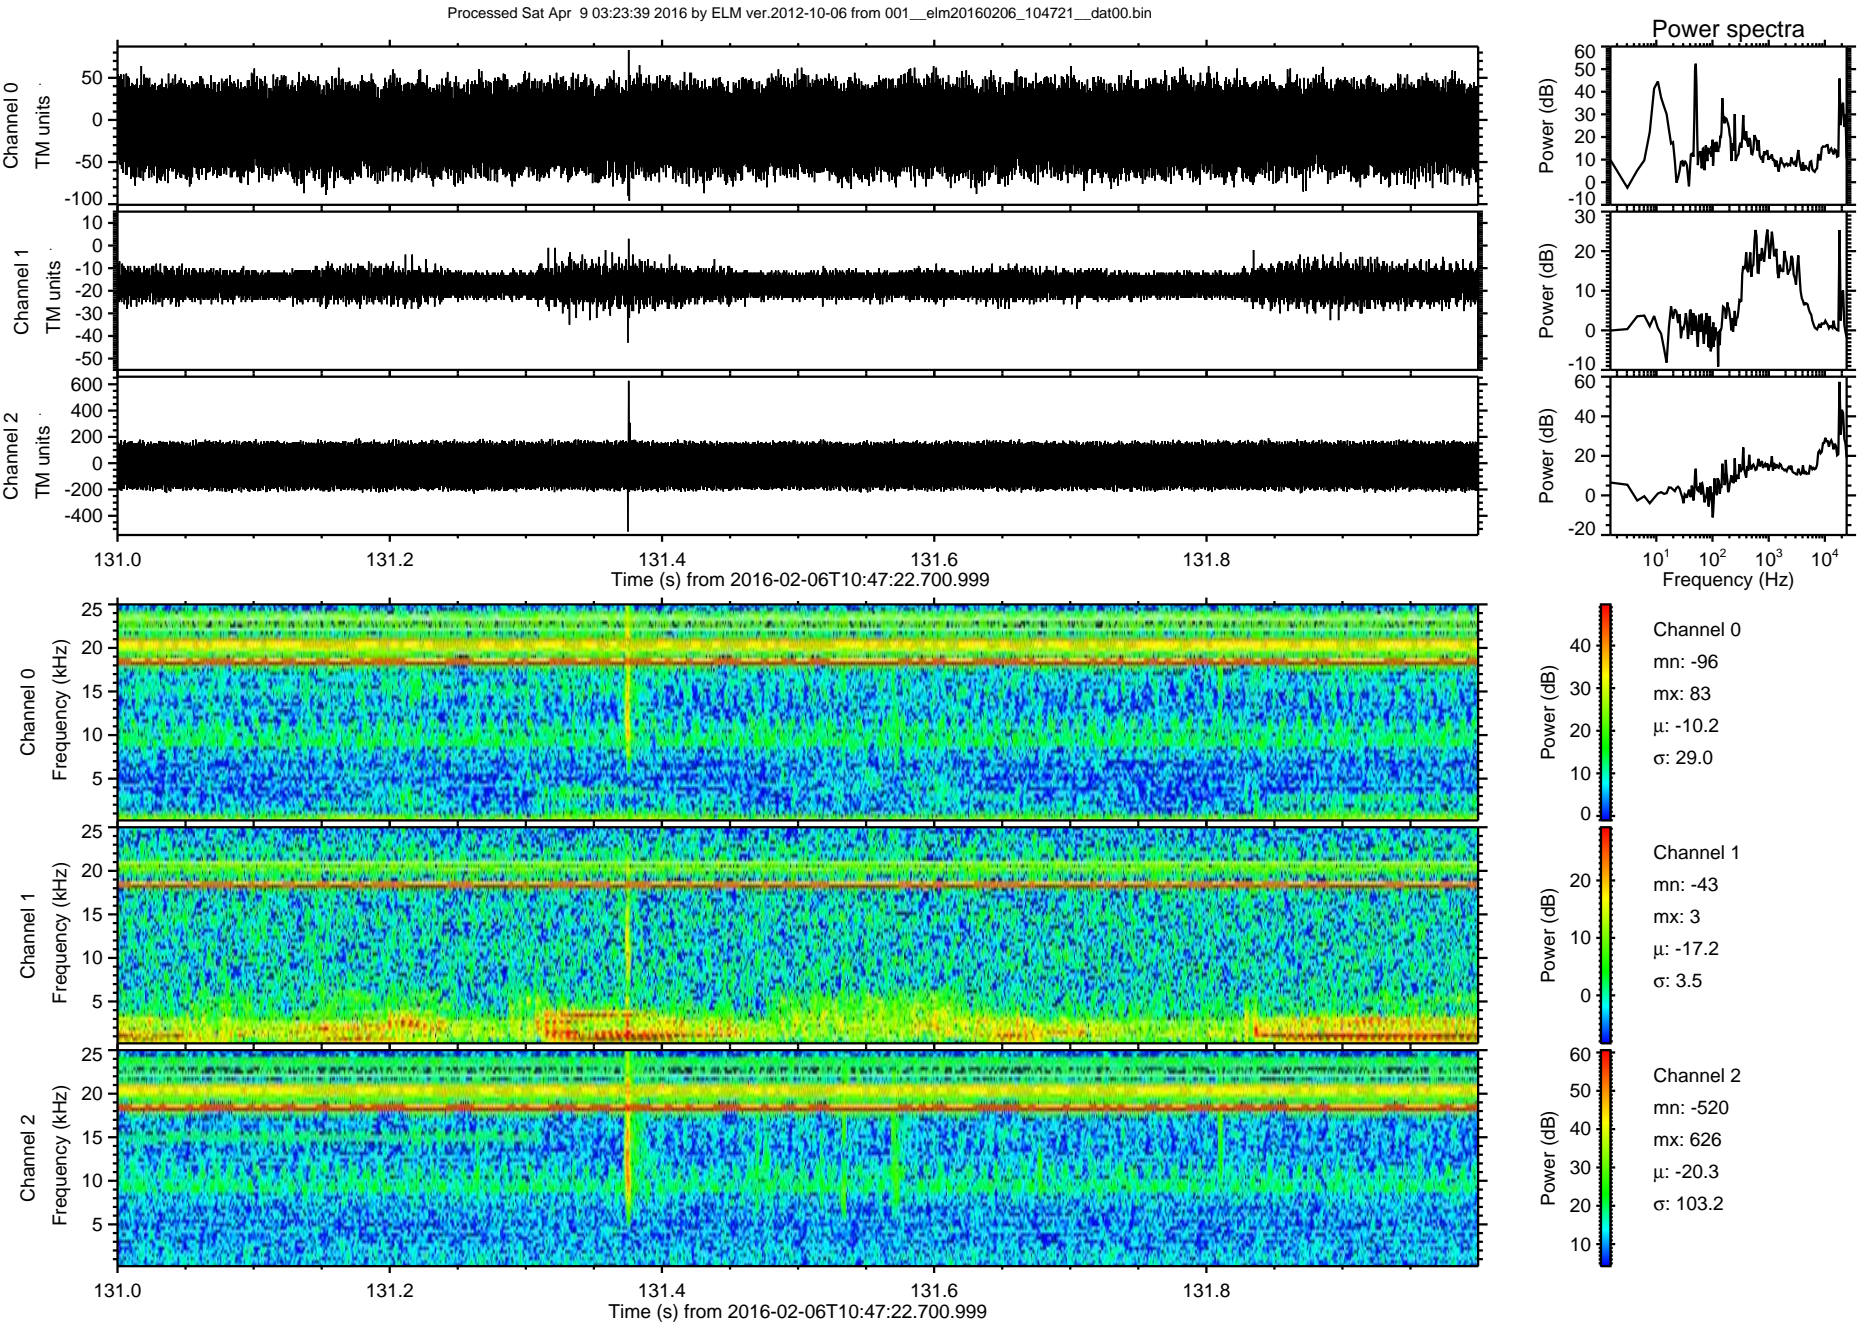 Processed Sat Apr  9 03:23:39 2016 by ELM ver.2012-10-06 from 001__elm20160206_104721__dat00.bin
Power spectra
Channel 0
TM units
50
0
-50
-100
Power (dB)
60
50
40
30
20
10
0
-10
Channel 1
TM units
10
0
-10
-20
-30
-40
-50
Power (dB)
30
20
10
0
-10
Channel 2
TM units
600
400
200
0
-200
-400
Power (dB)
60
40
20
0
-20
131.0 131.2 131.4 131.6 131.8
Time (s) from 2016-02-06T10:47:22.700.999
10^1 10^2 10^3 10^4
Frequency (Hz)
Channel 0
Frequency (kHz)
25
20
15
10
5
Power (dB)
40
30
20
10
0
Channel 0
mn: -96
mx: 83
μ: -10.2
σ: 29.0
Channel 1
Frequency (kHz)
25
20
15
10
5
Power (dB)
20
10
0
Channel 1
mn: -43
mx: 3
μ: -17.2
σ: 3.5
Channel 2
Frequency (kHz)
25
20
15
10
5
Power (dB)
60
50
40
30
20
10
Channel 2
mn: -520
mx: 626
μ: -20.3
σ: 103.2
131.0 131.2 131.4 131.6 131.8
Time (s) from 2016-02-06T10:47:22.700.999